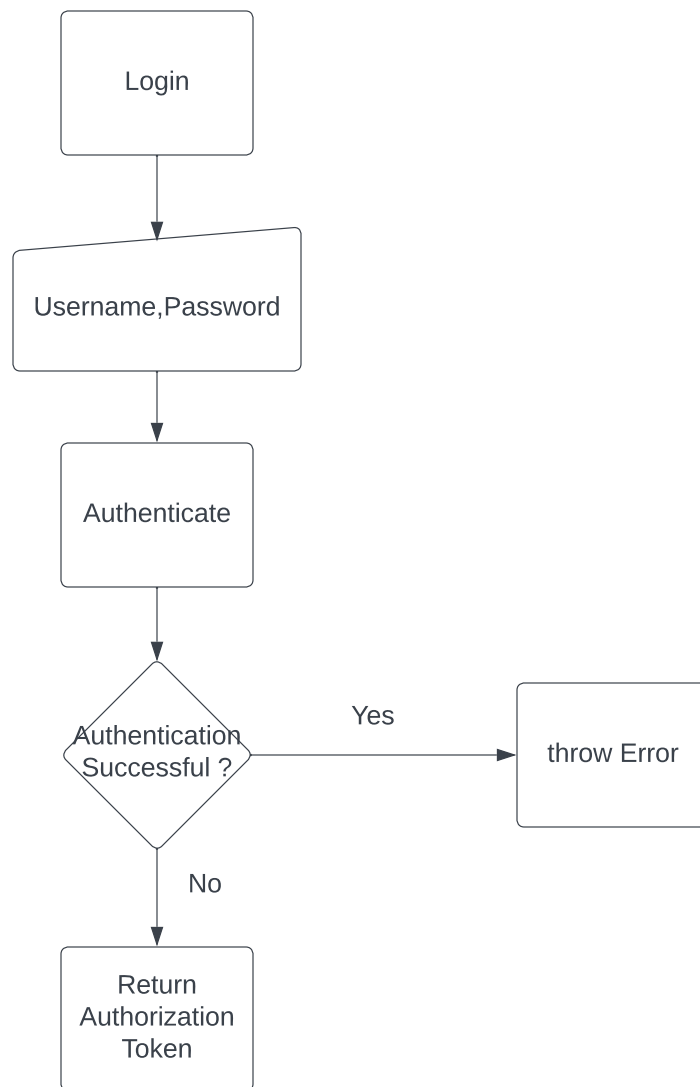 Login
Username,Password
Authenticate
Authentication
Successful ?
Yes
throw Error
No
Return
Authorization
Token